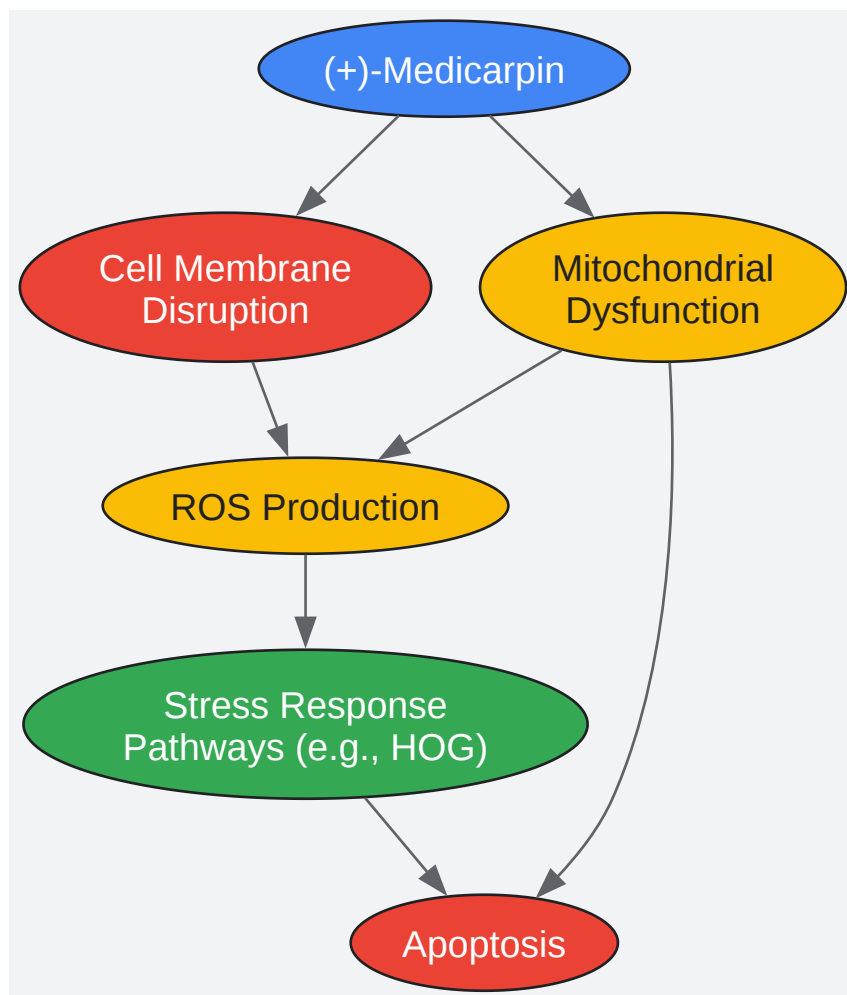 (+)-Medicarpin
Cell Membrane
Disruption
Mitochondrial
Dysfunction
ROS Production
Stress Response
Pathways (e.g., HOG)
Apoptosis